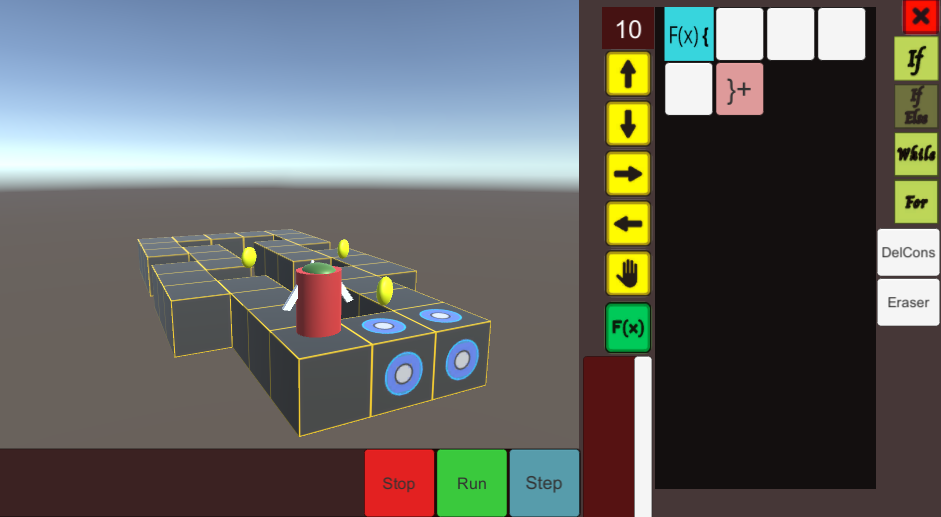 10
F(x) {
}+
F(x)
If
If
Else
While
For
DelCons
Eraser
Stop
Run
Step